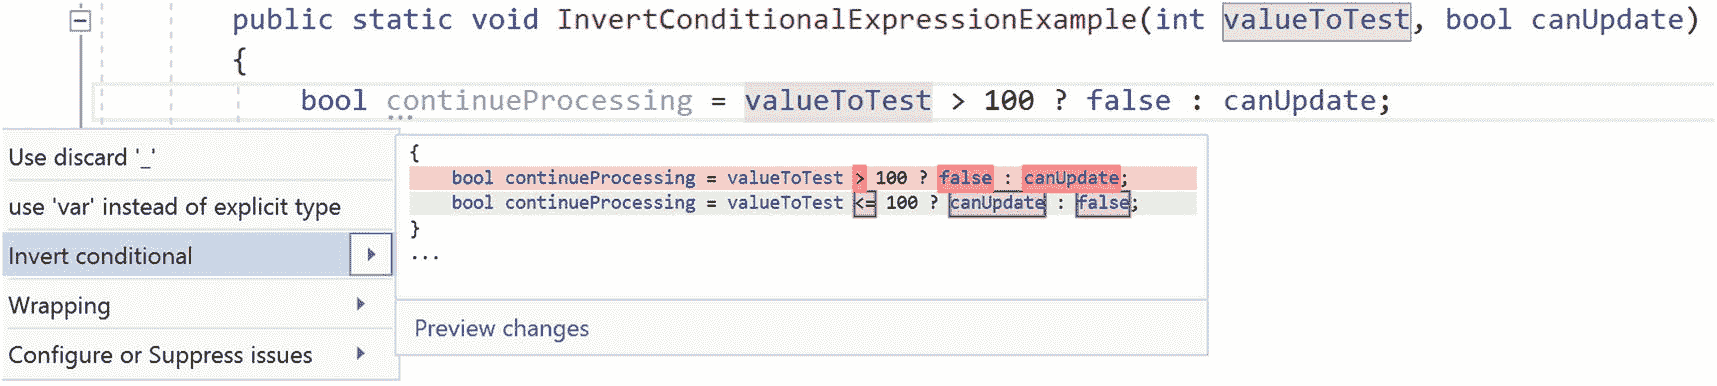 public static void InvertConditionalExpressionExample(int valueToTest, bool canUpdate)
{
bool continueProcessing = valueToTest > 100 ? false : canUpdate;
Use discard '_'
use 'var' instead of explicit type
Invert conditional
Wrapping
Configure or Suppress issues
{
bool continueProcessing = valueToTest > 100 ? false : canUpdate;
bool continueProcessing = valueToTest <= 100 ? canUpdate : false;
}
...
Preview changes